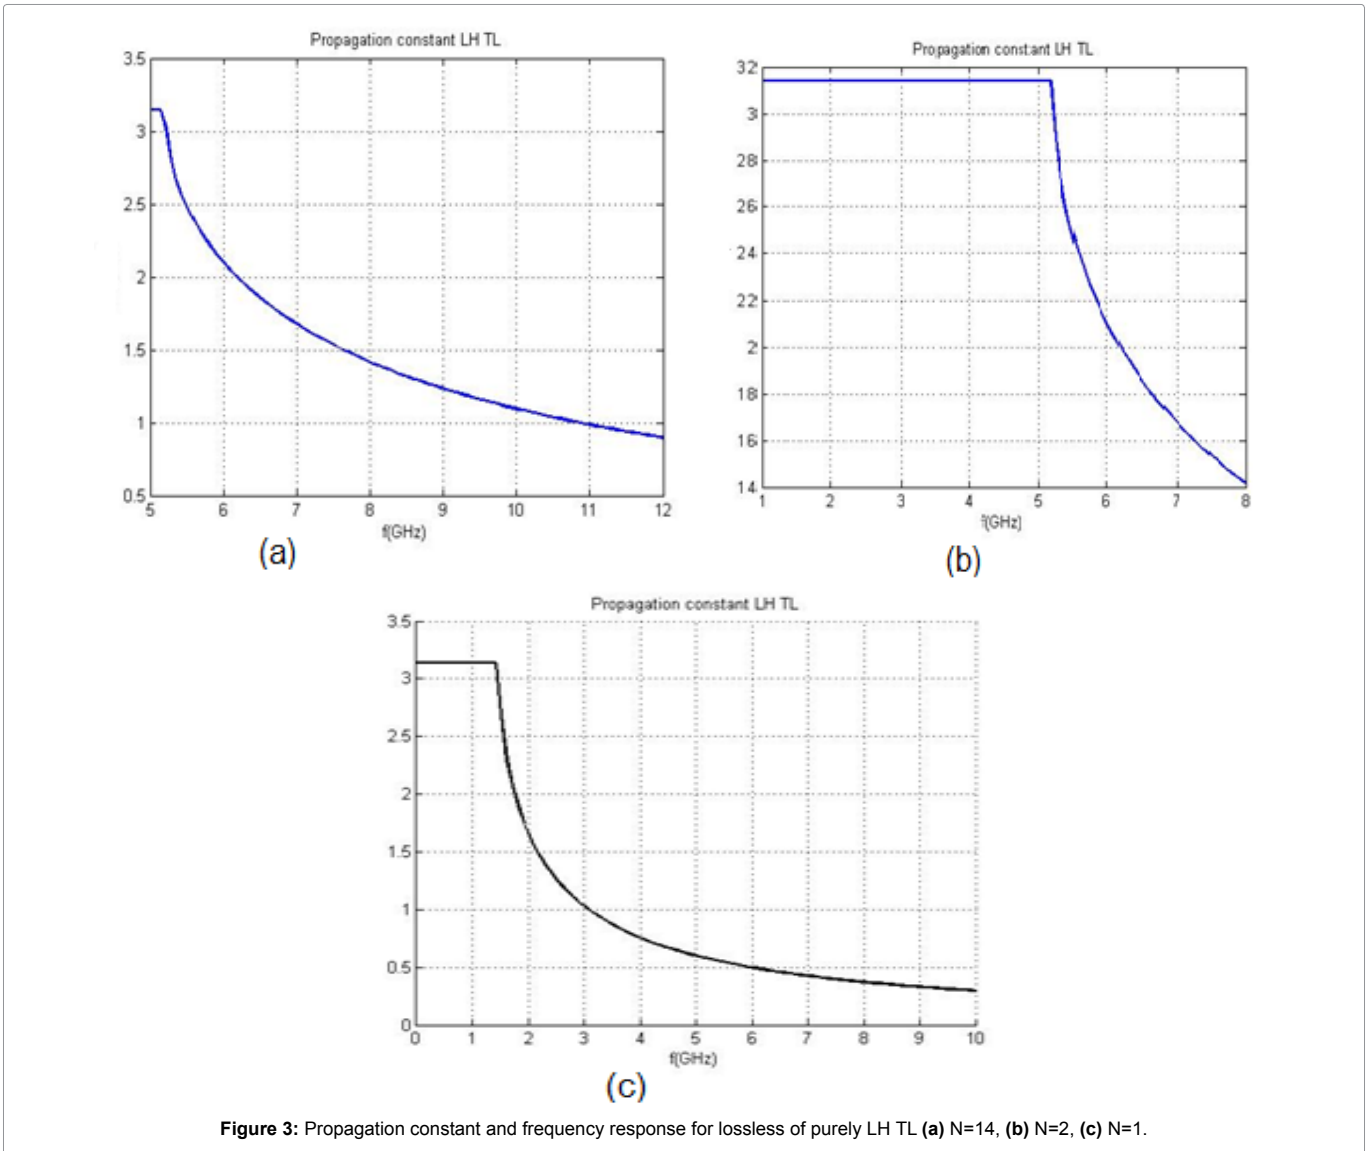 Propagation constant LH TL
3.5
3
2.5
2
1.5
1
0.5
5 6 7 8 9 10 11 12
f(GHz)
(a)
Propagation constant LH TL
32
3
28
26
24
22
2
18
16
14
1 2 3 4 5 6 7 8
f(GHz)
(b)
Propagation constant LH TL
3.5
3
2.5
2
1.5
1
0.5
0
0 1 2 3 4 5 6 7 8 9 10
f(GHz)
(c)
Figure 3: Propagation constant and frequency response for lossless of purely LH TL (a) N=14, (b) N=2, (c) N=1.